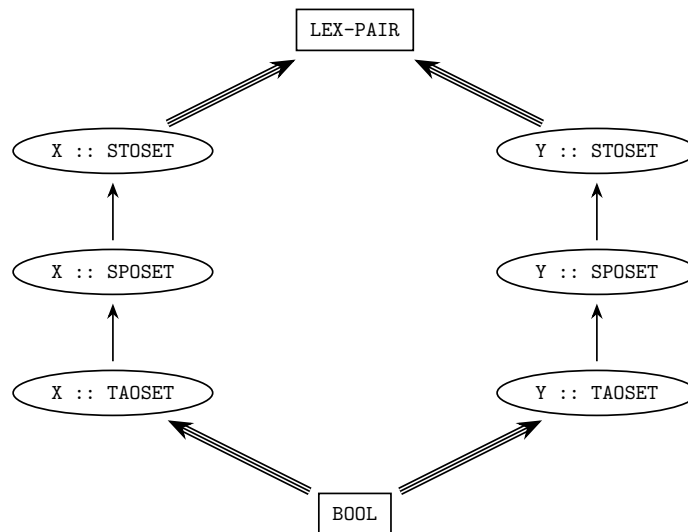 LEX-PAIR
X :: STOSET
Y :: STOSET
X :: SPOSET
Y :: SPOSET
X :: TAOSET
Y :: TAOSET
BOOL